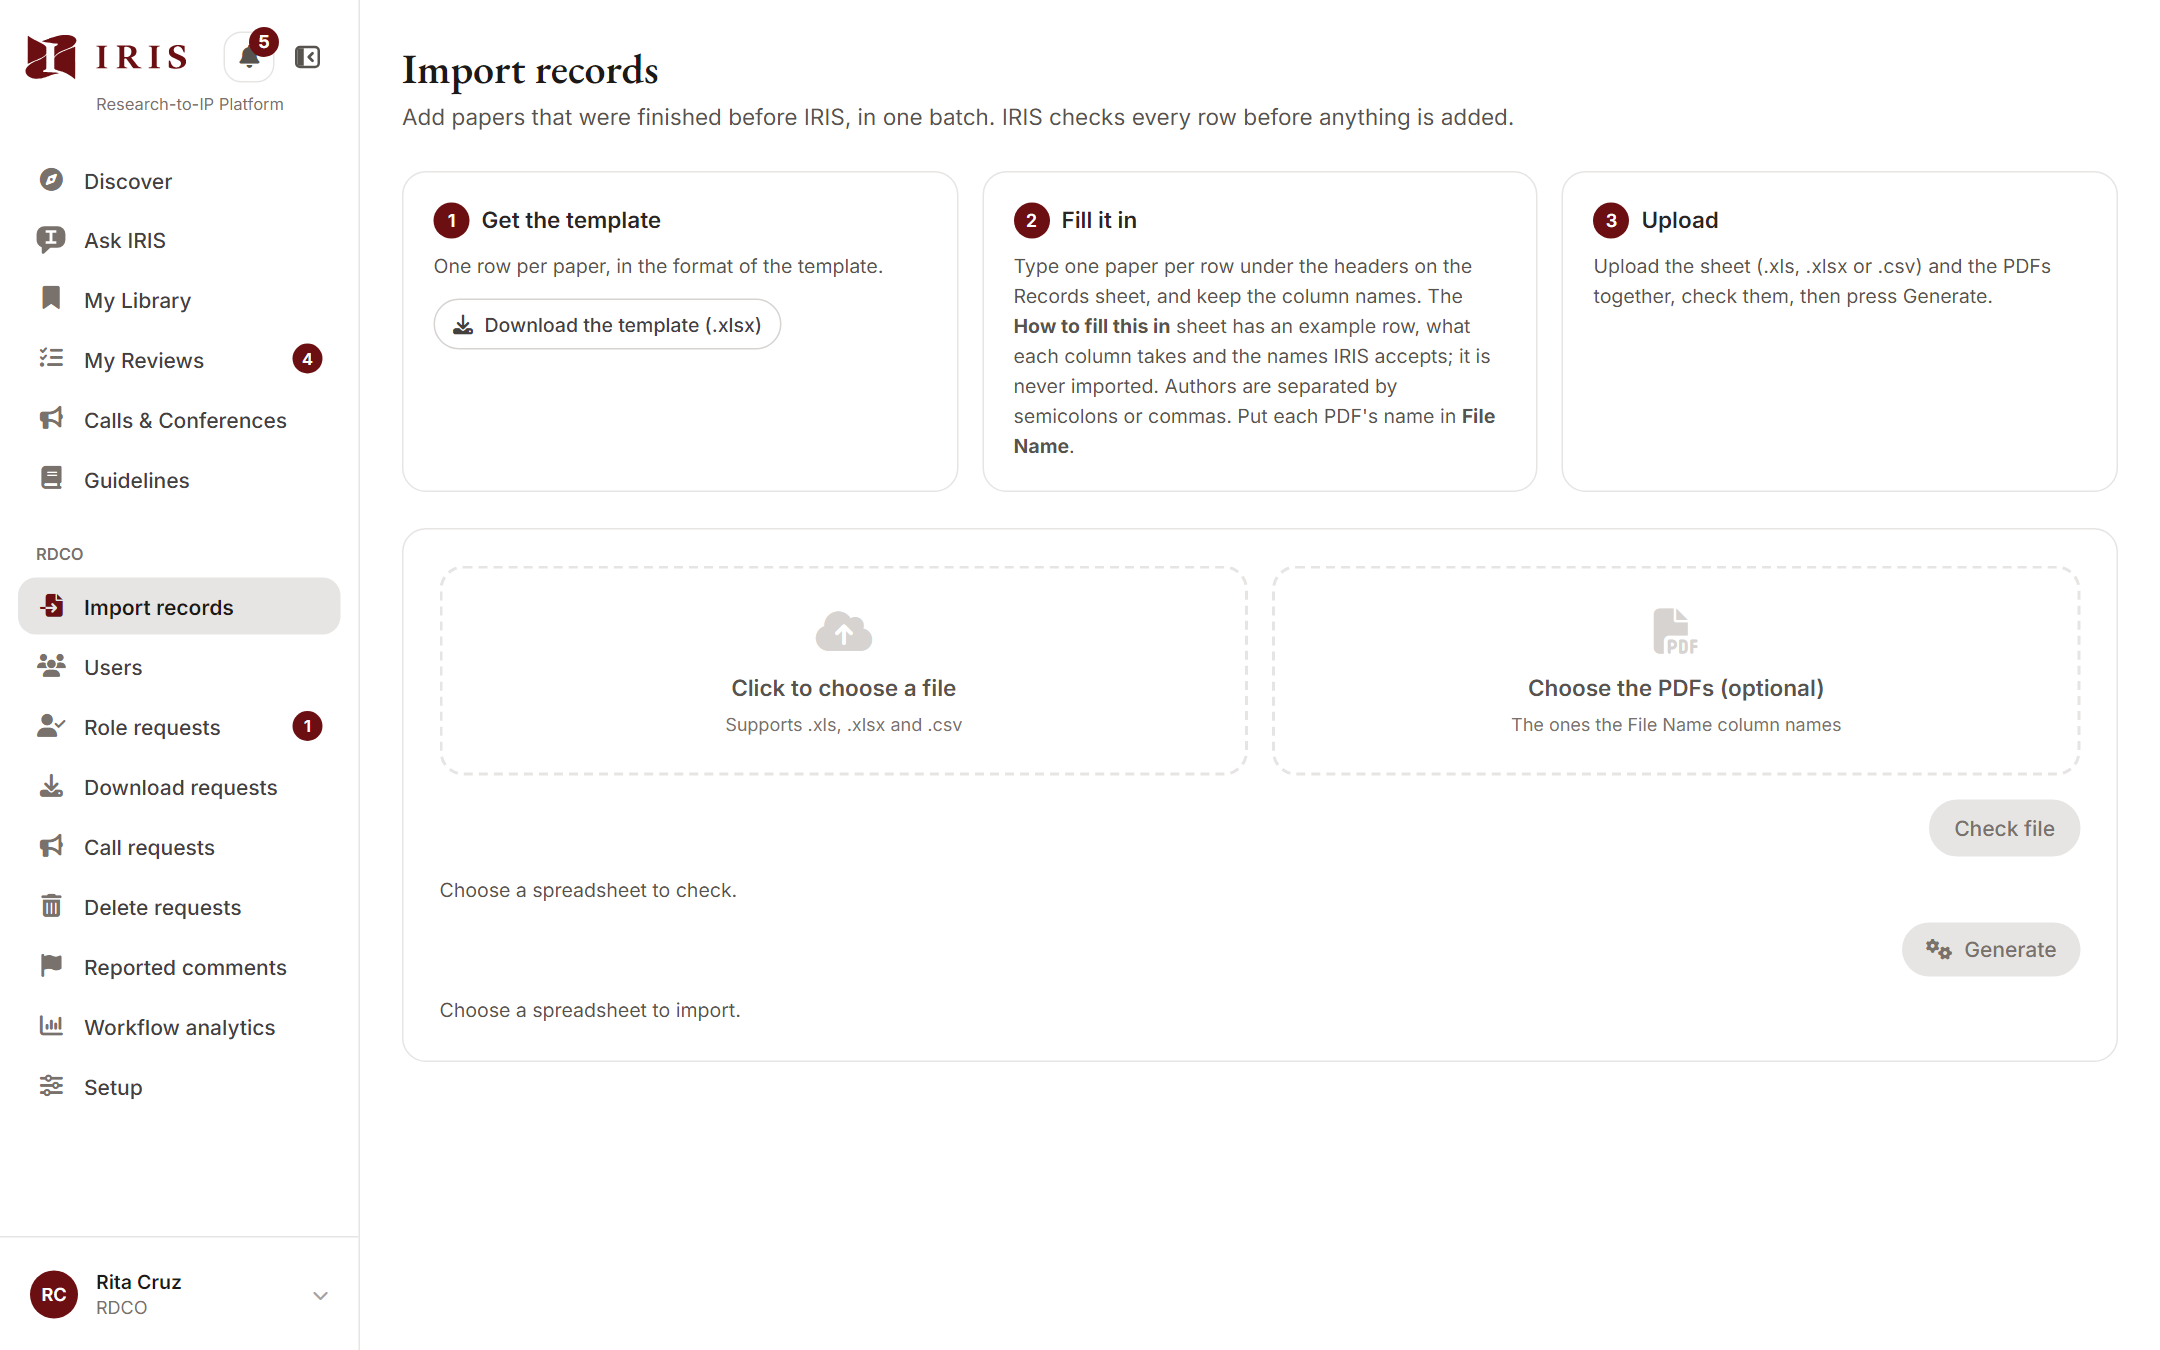 IRIS
5
Research-to-IP Platform
Discover
Ask IRIS
My Library
My Reviews
4
Calls & Conferences
Guidelines
RDCO
Import records
Users
Role requests
1
Download requests
Call requests
Delete requests
Reported comments
Workflow analytics
Setup
RC
Rita Cruz
RDCO
Import records
Add papers that were finished before IRIS, in one batch. IRIS checks every row before anything is added.
1 Get the template
One row per paper, in the format of the template.
Download the template (.xlsx)
2 Fill it in
Type one paper per row under the headers on the
Records sheet, and keep the column names. The
How to fill this in sheet has an example row, what
each column takes and the names IRIS accepts; it is
never imported. Authors are separated by
semicolons or commas. Put each PDF's name in File
Name.
3 Upload
Upload the sheet (.xls, .xlsx or .csv) and the PDFs
together, check them, then press Generate.
Click to choose a file
Supports .xls, .xlsx and .csv
PDF
Choose the PDFs (optional)
The ones the File Name column names
Check file
Choose a spreadsheet to check.
Generate
Choose a spreadsheet to import.